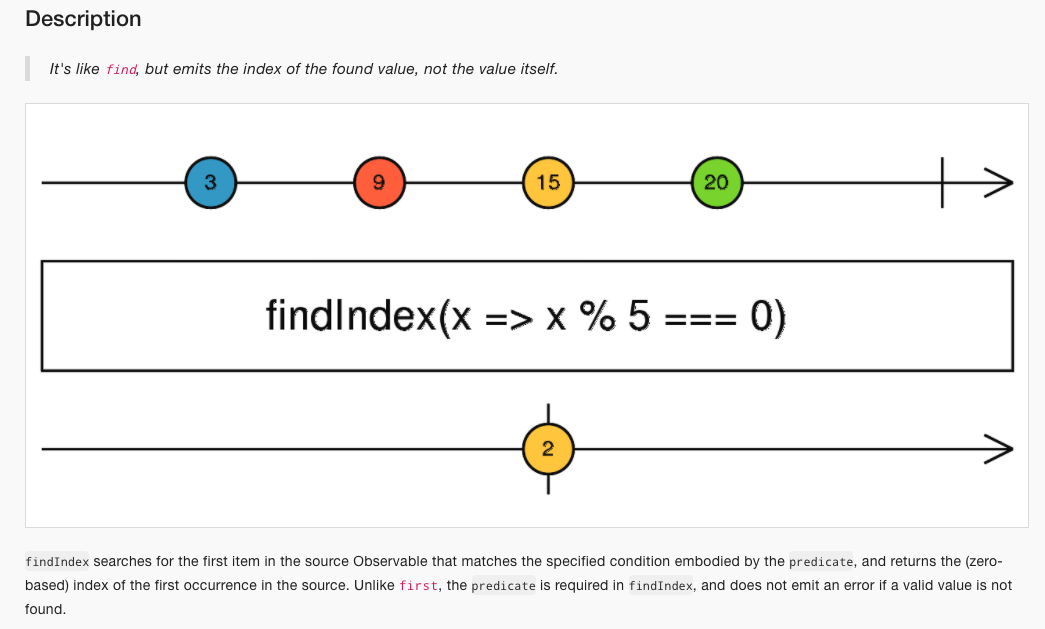 Description
It's like find, but emits the index of the found value, not the value itself.
3 9 15 20
findIndex(x => x % 5 === 0)
2
findIndex searches for the first item in the source Observable that matches the specified condition embodied by the predicate, and returns the (zero-
based) index of the first occurrence in the source. Unlike first, the predicate is required in findIndex, and does not emit an error if a valid value is not
found.